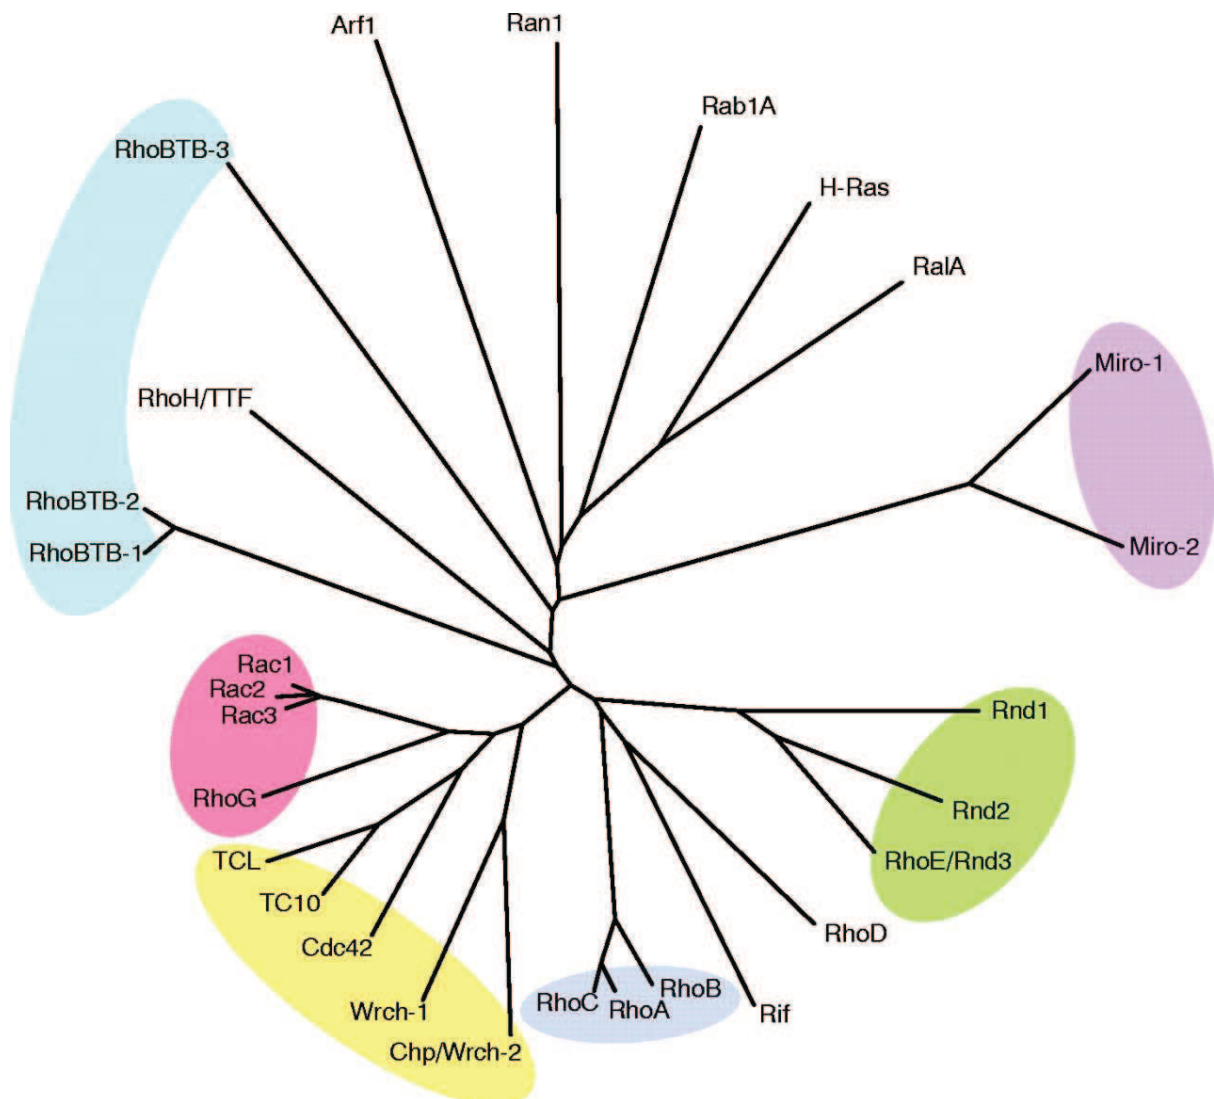 Arf1
Ran1
Rab1A
RhoBTB-3
H-Ras
RalA
Miro-1
RhoH/TTF
RhoBTB-2
RhoBTB-1
Miro-2
Rac1
Rac2
Rac3
Rnd1
RhoG
Rnd2
TCL
RhoE/Rnd3
TC10
RhoD
Cdc42
RhoB
RhoC
RhoA
Wrch-1
Rif
Chp/Wrch-2